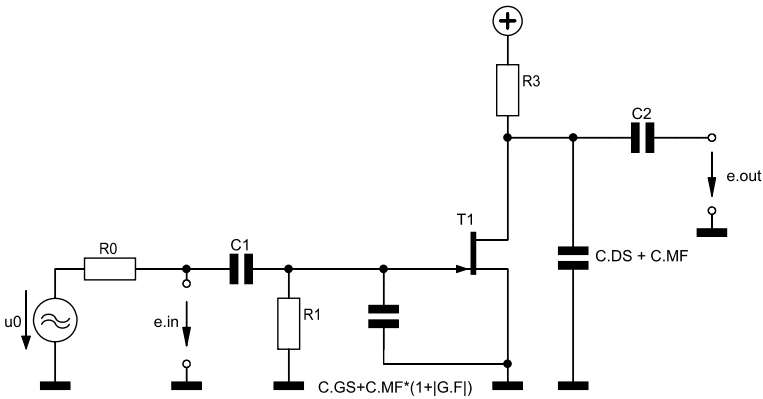 R3
C2
e.out
T1
C.DS + C.MF
R0
C1
u0
e.in
R1
C.GS+C.MF*(1+|G.F|)